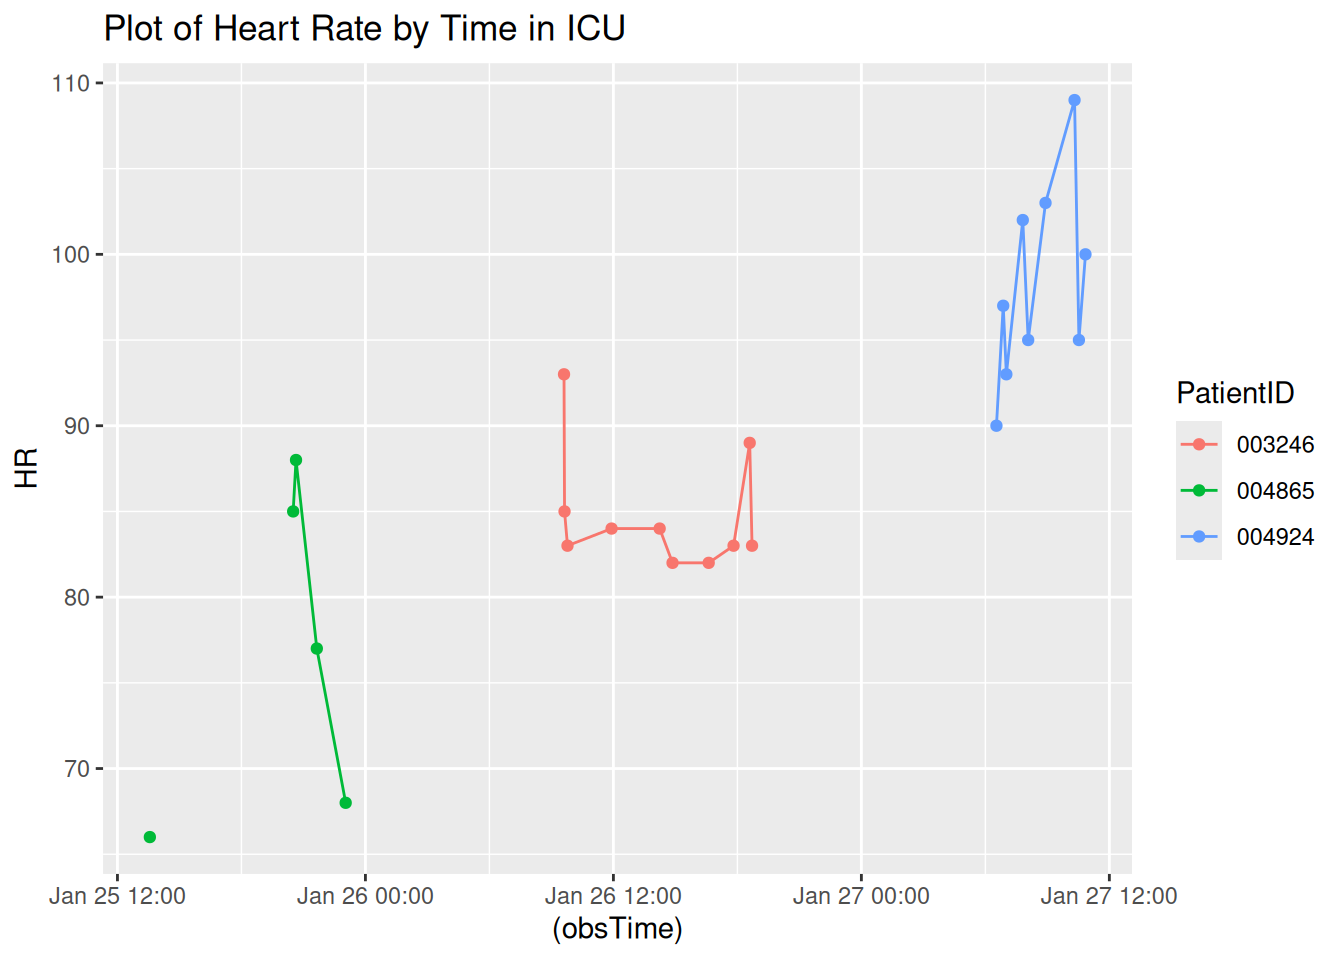 Plot of Heart Rate by Time in ICU
110
100
90
80
70
HR
Jan 25 12:00 Jan 26 00:00 Jan 26 12:00 Jan 27 00:00 Jan 27 12:00
(obsTime)
PatientID
003246
004865
004924